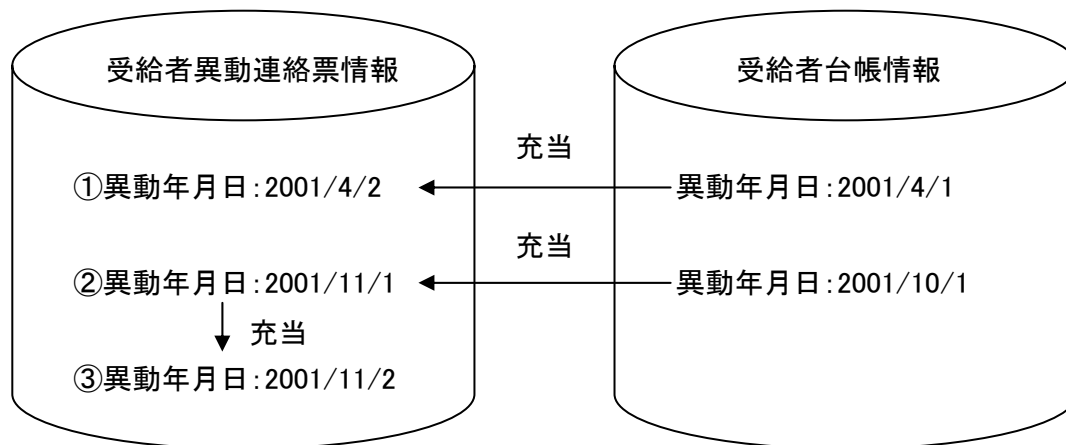 受給者異動連絡票情報
受給者台帳情報
充当
①異動年月日:2001/4/2
異動年月日:2001/4/1
充当
②異動年月日:2001/11/1
異動年月日:2001/10/1
充当
③異動年月日:2001/11/2